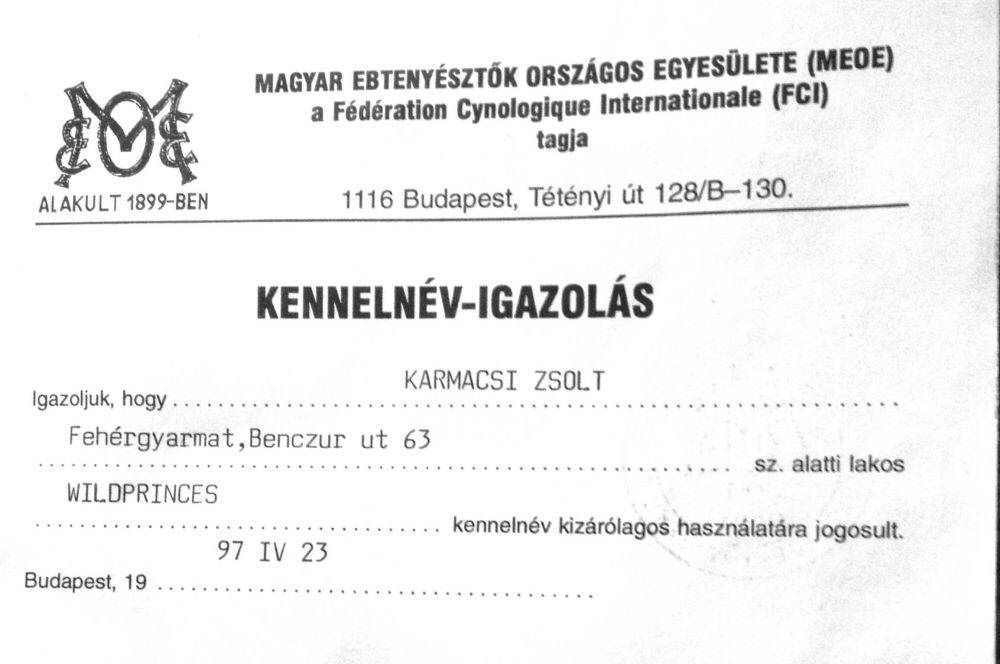 MAGYAR EBTENYÉSZTŐK ORSZÁGOS EGYESÜLETE (MEOE)
a Fédération Cynologique Internationale (FCI)
tagja
MEOE
ALAKULT 1899-BEN
1116 Budapest, Tétényi út 128/B–130.
KENNELNÉV-IGAZOLÁS
KARMACSI ZSOLT
Igazoljuk, hogy
Fehérgyarmat,Benczur ut 63
sz. alatti lakos
WILDPRINCES
kennelnév kizárólagos használatára jogosult.
97 IV 23
Budapest, 19